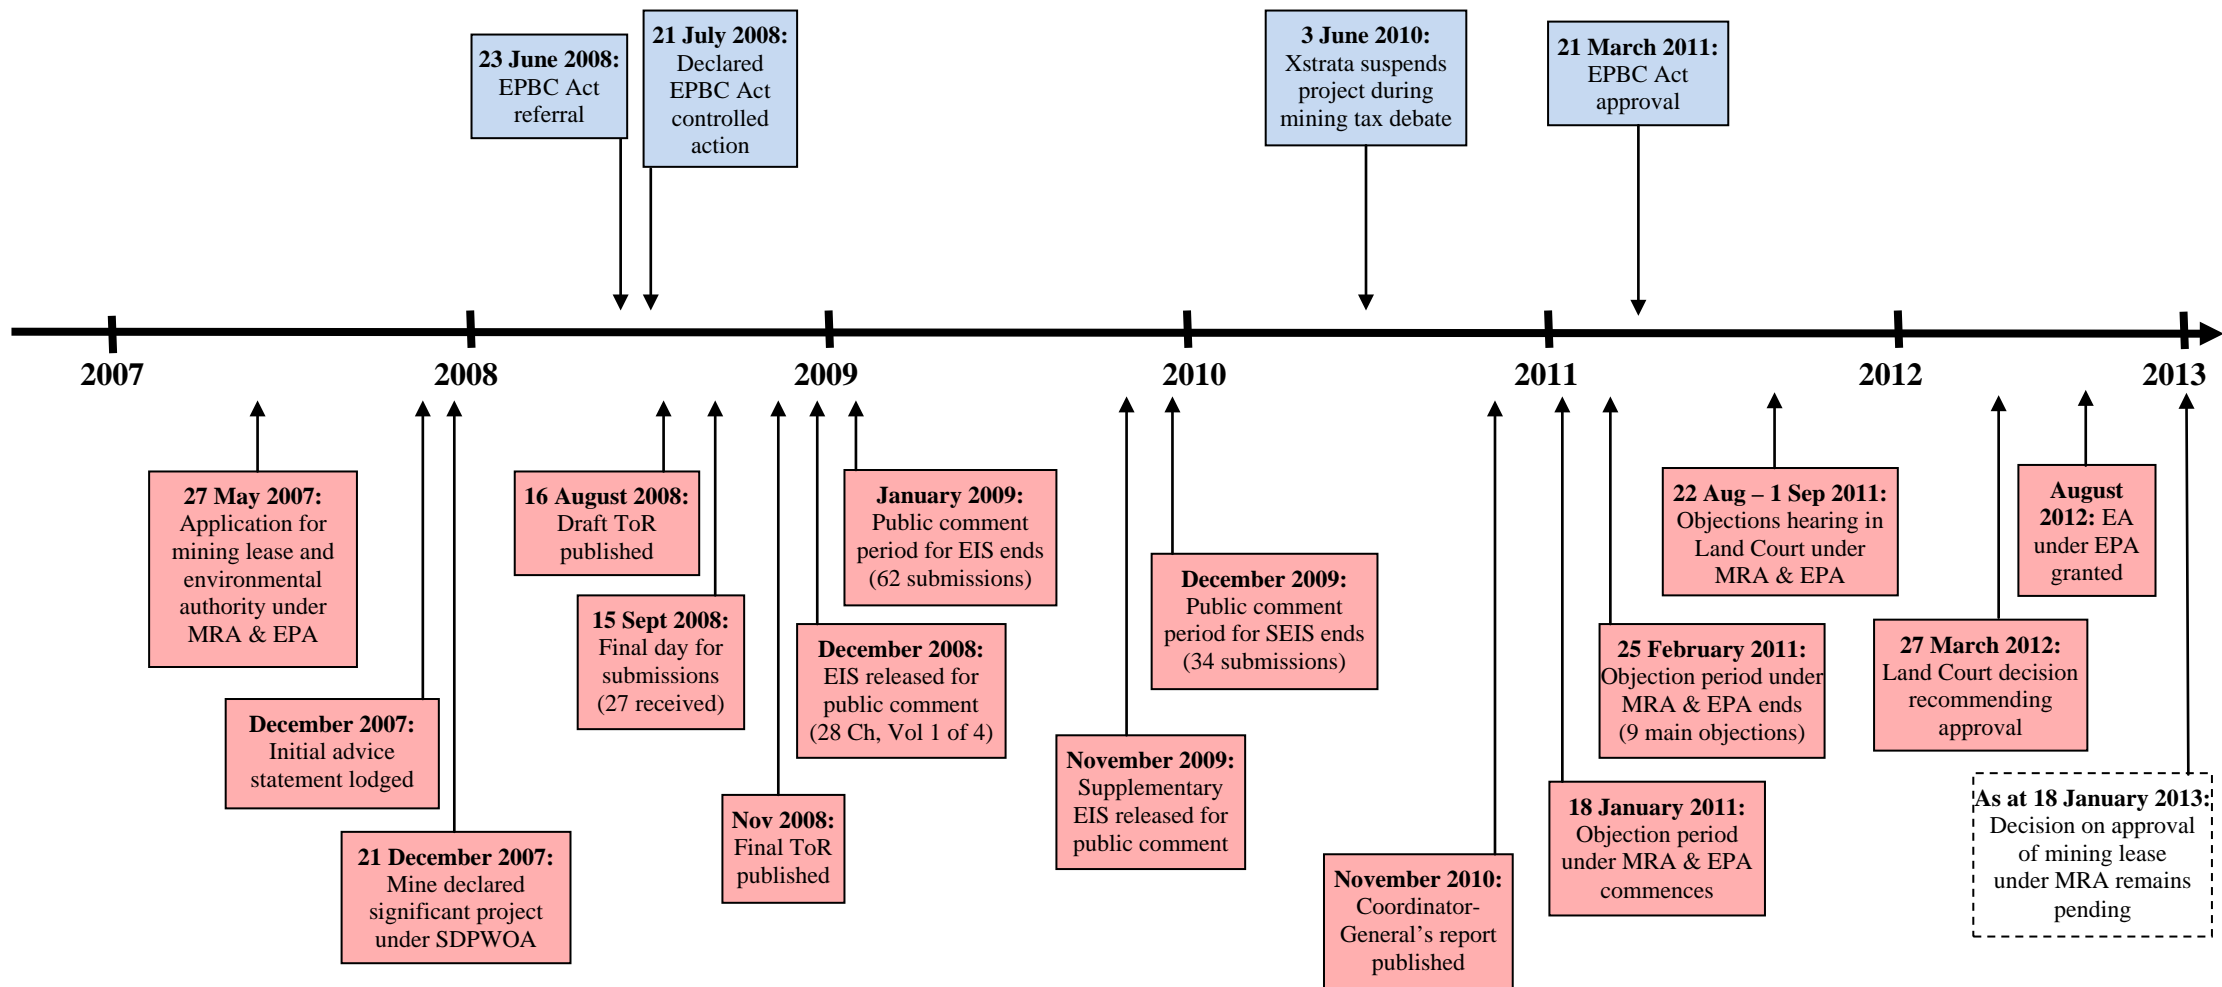 23 June 2008:
EPBC Act
referral
21 July 2008:
Declared
EPBC Act
controlled
action
3 June 2010:
Xstrata suspends
project during
mining tax debate
21 March 2011:
EPBC Act
approval
2007
2008
2009
2010
2011
2012
2013
27 May 2007:
Application for
mining lease and
environmental
authority under
MRA & EPA
December 2007:
Initial advice
statement lodged
21 December 2007:
Mine declared
significant project
under SDPWOA
16 August 2008:
Draft ToR
published
15 Sept 2008:
Final day for
submissions
(27 received)
Nov 2008:
Final ToR
published
December 2008:
EIS released for
public comment
(28 Ch, Vol 1 of 4)
January 2009:
Public comment
period for EIS ends
(62 submissions)
November 2009:
Supplementary
EIS released for
public comment
December 2009:
Public comment
period for SEIS ends
(34 submissions)
November 2010:
Coordinator-
General’s report
published
18 January 2011:
Objection period
under MRA & EPA
commences
25 February 2011:
Objection period under
MRA & EPA ends
(9 main objections)
22 Aug – 1 Sep 2011:
Objections hearing in
Land Court under
MRA & EPA
27 March 2012:
Land Court decision
recommending
approval
August
2012: EA
under EPA
granted
As at 18 January 2013:
Decision on approval
of mining lease
under MRA remains
pending